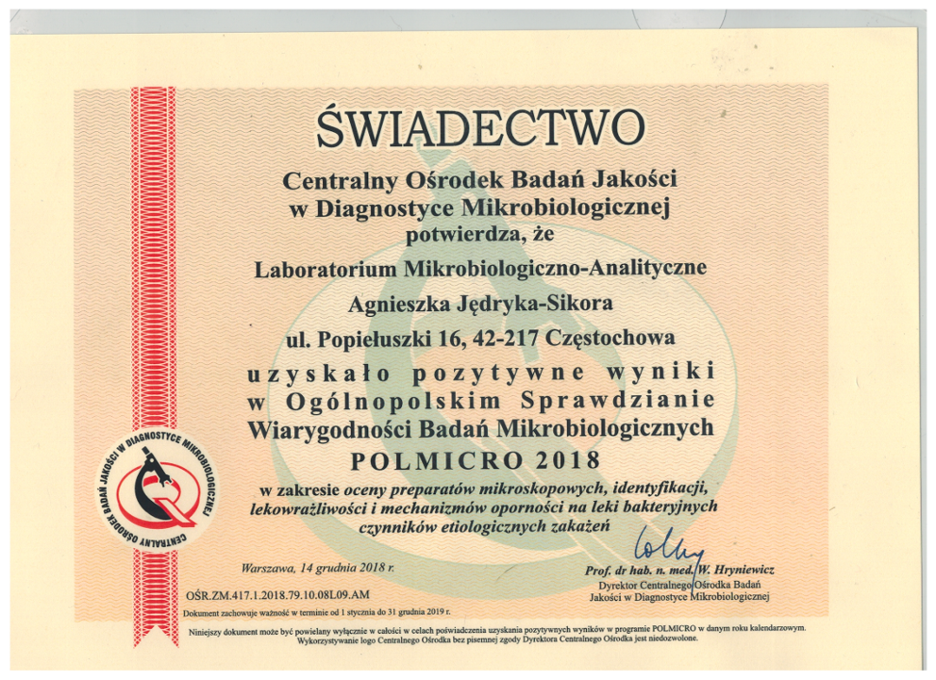 ŚWIADECTWO
Centralny Ośrodek Badań Jakości
w Diagnostyce Mikrobiologicznej
potwierdza, że
Laboratorium Mikrobiologiczno-Analityczne
Agnieszka Jędryka-Sikora
ul. Popiełuszki 16, 42-217 Częstochowa
uzyskało pozytywne wyniki
w Ogólnopolskim Sprawdzianie
Wiarygodności Badań Mikrobiologicznych
POLMICRO 2018
w zakresie oceny preparatów mikroskopowych, identyfikacji,
lekowrażliwości i mechanizmów oporności na leki bakteryjnych
czynników etiologicznych zakażeń
CENTRALNY OŚRODEK BADAŃ JAKOŚCI W DIAGNOSTYCE MIKROBIOLOGICZNEJ
Warszawa, 14 grudnia 2018 r.
Prof. dr hab. n. med. W. Hryniewicz
Dyrektor Centralnego Ośrodka Badań
Jakości w Diagnostyce Mikrobiologicznej
OŚR.ZM.417.1.2018.79.10.08L09.AM
Dokument zachowuje ważność w terminie od 1 stycznia do 31 grudnia 2019 r.
Niniejszy dokument może być powielany wyłącznie w całości w celach poświadczenia uzyskania pozytywnych wyników w programie POLMICRO w danym roku kalendarzowym.
Wykorzystywanie logo Centralnego Ośrodka bez pisemnej zgody Dyrektora Centralnego Ośrodka jest niedozwolone.